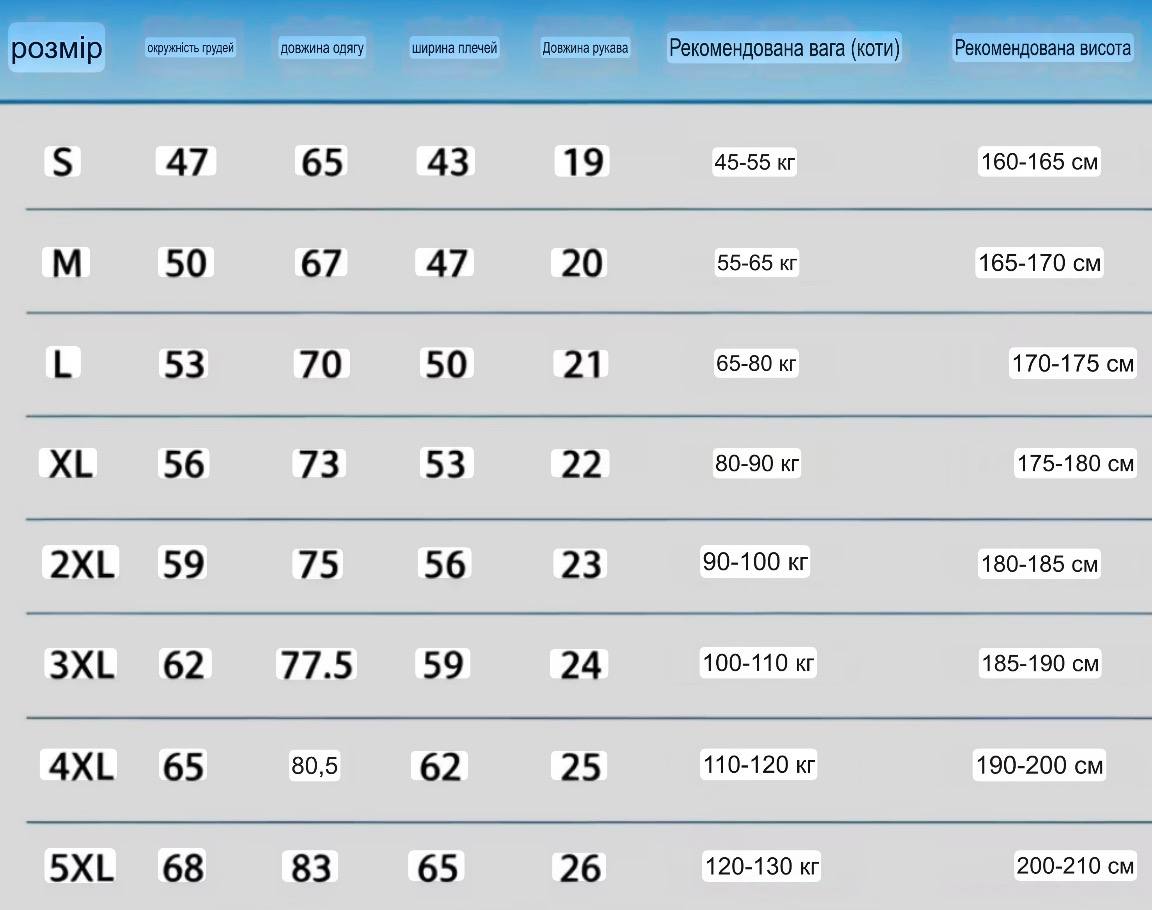 розмір окружність грудей довжина одягу ширина плечей Довжина рукава Рекомендована вага (коти) Рекомендована висота
S 47 65 43 19 45-55 кг 160-165 см
M 50 67 47 20 55-65 кг 165-170 см
L 53 70 50 21 65-80 кг 170-175 см
XL 56 73 53 22 80-90 кг 175-180 см
2XL 59 75 56 23 90-100 кг 180-185 см
3XL 62 77.5 59 24 100-110 кг 185-190 см
4XL 65 80,5 62 25 110-120 кг 190-200 см
5XL 68 83 65 26 120-130 кг 200-210 см